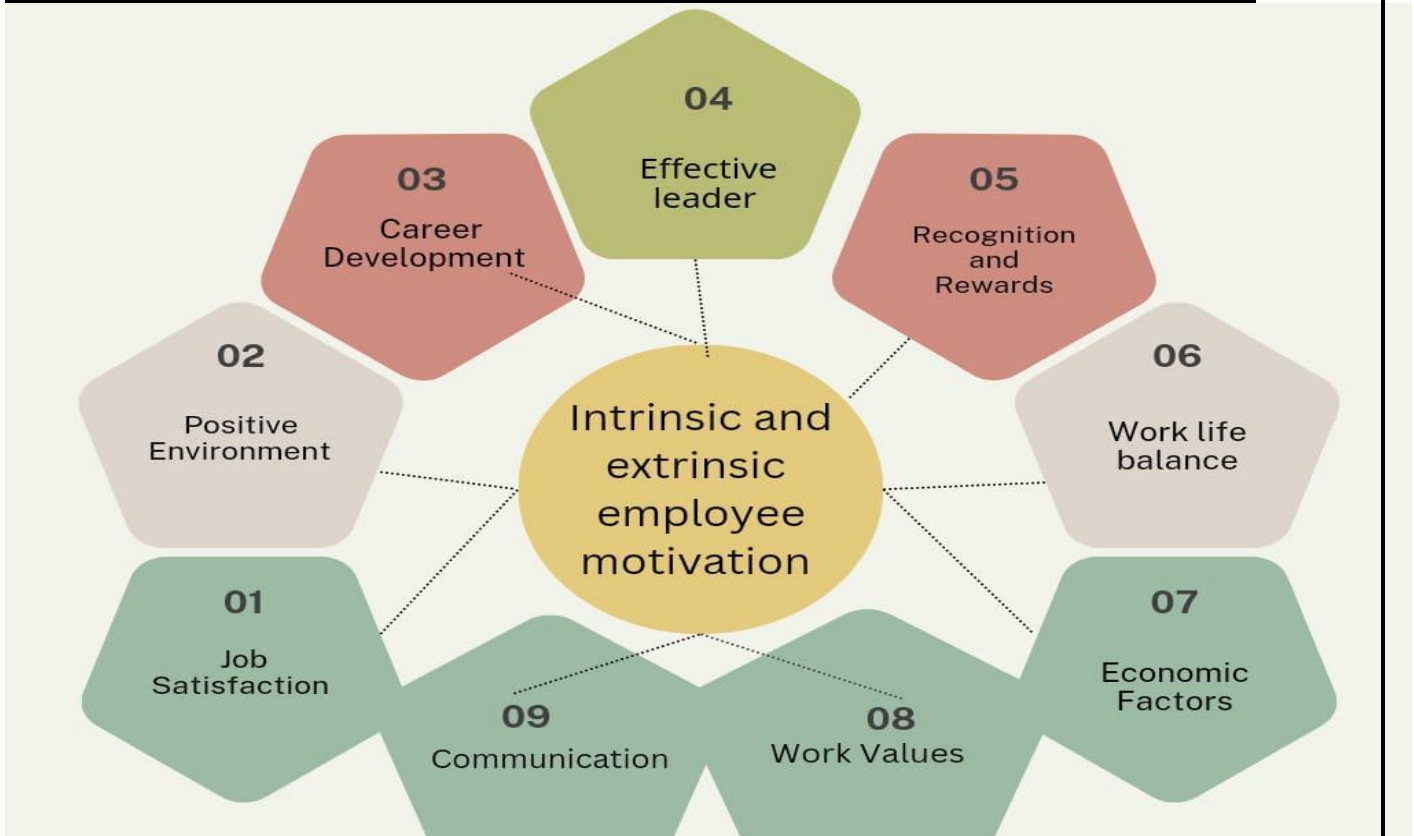 04
Effective
leader
03
Career
Development
05
Recognition
and
Rewards
02
Positive
Environment
06
Work life
balance
Intrinsic and
extrinsic
employee
motivation
01
Job
Satisfaction
07
Economic
Factors
09
Communication
08
Work Values